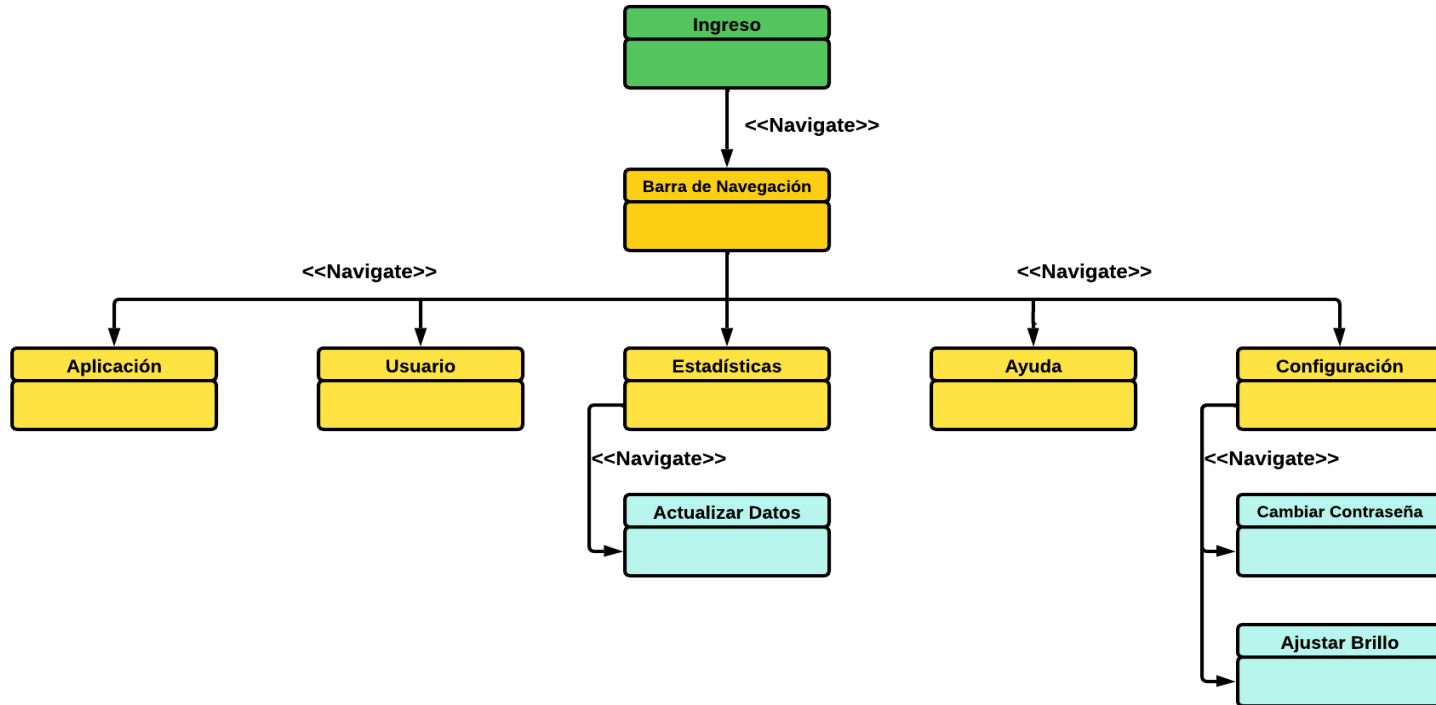 Ingreso
<<Navigate>>
Barra de Navegación
<<Navigate>>
<<Navigate>>
Aplicación
Usuario
Estadísticas
Ayuda
Configuración
<<Navigate>>
<<Navigate>>
Actualizar Datos
Cambiar Contraseña
Ajustar Brillo